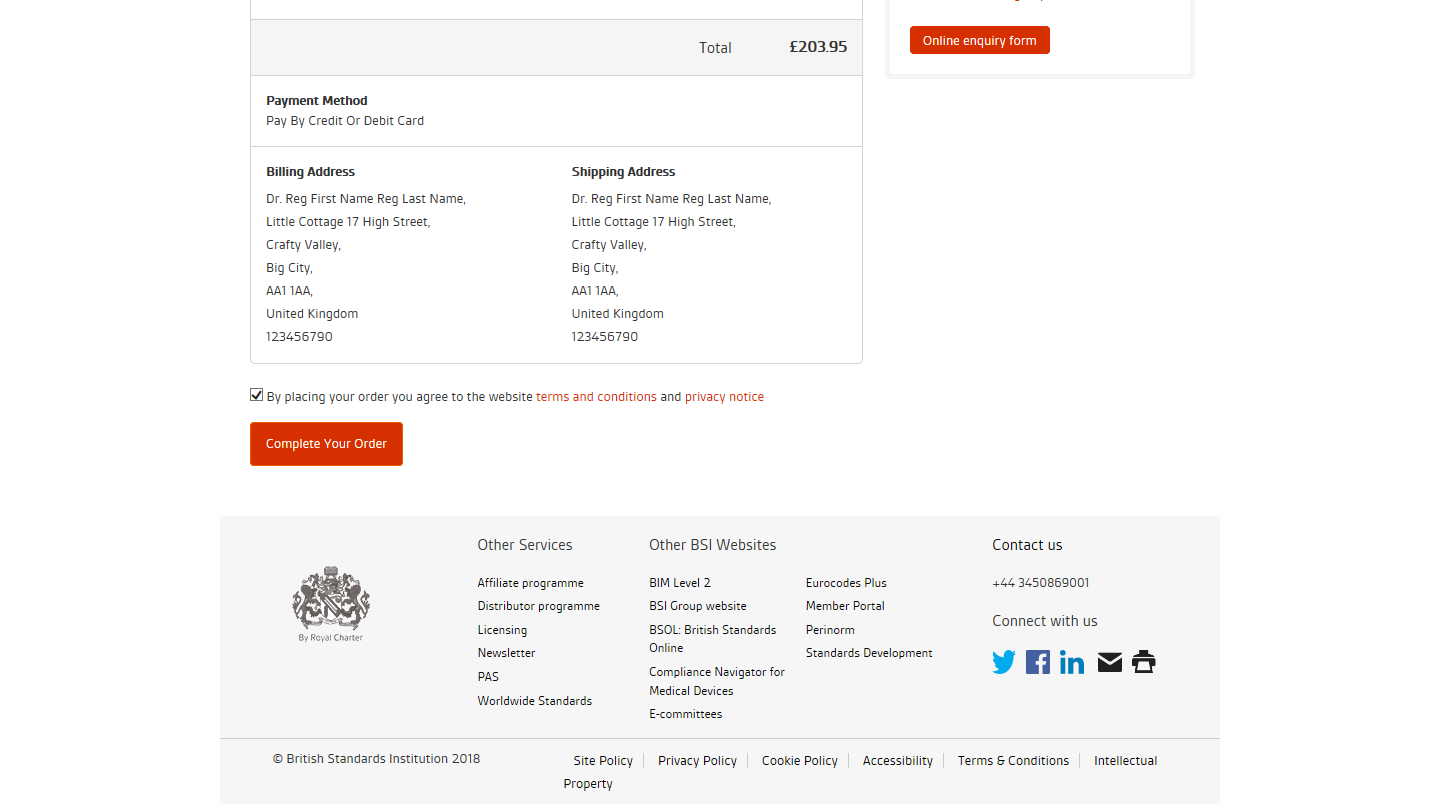 Total £203.95
Online enquiry form
Payment Method
Pay By Credit Or Debit Card
Billing Address
Dr. Reg First Name Reg Last Name,
Little Cottage 17 High Street,
Crafty Valley,
Big City,
AA1 1AA,
United Kingdom
123456790
Shipping Address
Dr. Reg First Name Reg Last Name,
Little Cottage 17 High Street,
Crafty Valley,
Big City,
AA1 1AA,
United Kingdom
123456790
By placing your order you agree to the website terms and conditions and privacy notice
Complete Your Order
By Royal Charter
Other Services
Affiliate programme
Distributor programme
Licensing
Newsletter
PAS
Worldwide Standards
Other BSI Websites
BIM Level 2
BSI Group website
BSOL: British Standards
Online
Compliance Navigator for
Medical Devices
E-committees
Eurocodes Plus
Member Portal
Perinorm
Standards Development
Contact us
+44 3450869001
Connect with us
© British Standards Institution 2018
Site Policy Privacy Policy Cookie Policy Accessibility Terms & Conditions Intellectual
Property